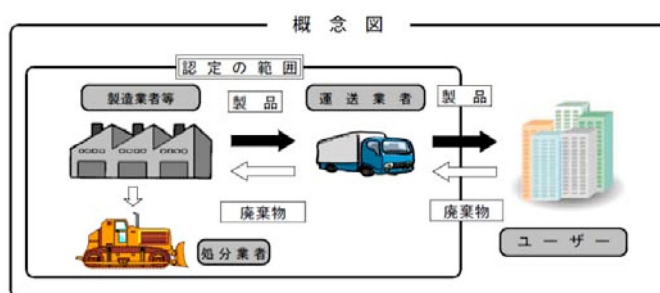 概念図
認定の範囲
製造業者等
製品
運送業者
製品
廃棄物
廃棄物
処分業者
ユーザー